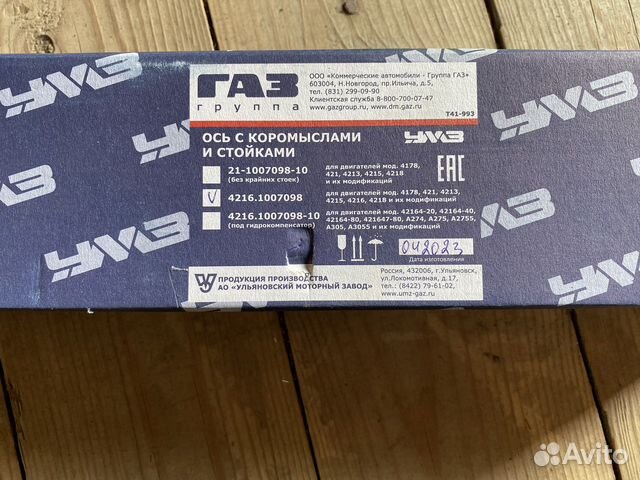 УМЗ
УМЗ
УМЗ
УМЗ
УМЗ
УМЗ
ГАЗ
группа
ООО «Коммерческие автомобили - Группа ГАЗ»
603004, Н.Новгород, пр.Ильича, д.5,
тел. (831) 299-09-90
Клиентская служба 8-800-700-07-47
www.gazgroup.ru, www.dm.gaz.ru
Т41-993
ОСЬ С КОРОМЫСЛАМИ
И СТОЙКАМИ
УМЗ
EAC
21-1007098-10
(без крайних стоек)
для двигателей мод. 4178,
421, 4213, 4215, 4218
и их модификаций
4216.1007098
для двигателей мод. 4178, 421, 4213,
4215, 4216, 4218 и их модификаций
4216.1007098-10
(под гидрокомпенсатор)
для двигателей мод. 42164-20, 42164-40,
42164-80, 421647-80, А274, А275, А2755,
А305, А3055 и их модификаций
042023
Дата изготовления
ПРОДУКЦИЯ ПРОИЗВОДСТВА
АО «УЛЬЯНОВСКИЙ МОТОРНЫЙ ЗАВОД»
Россия, 432006, г.Ульяновск,
ул.Локомотивная, д.17,
тел.: (8422) 79-61-02,
www.umz-gaz.ru
УМЗ
УМЗ
Avito